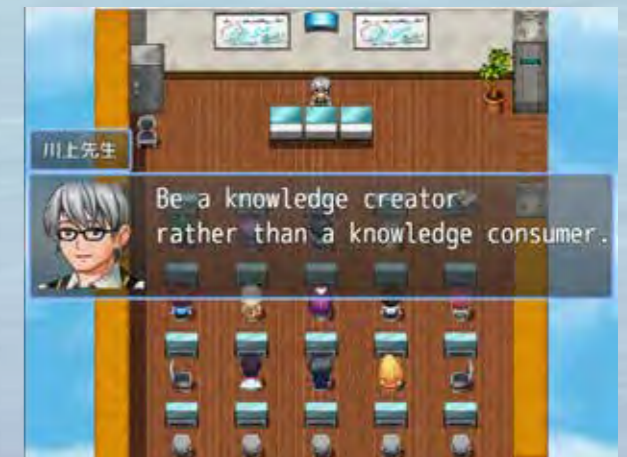 川上先生
Be a knowledge creator
rather than a knowledge consumer.